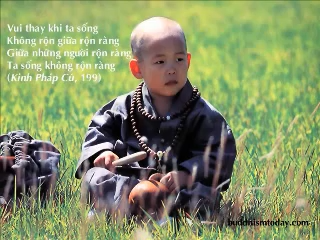 Vui thay khi ta sống
Không rộn giữa rộn ràng
Giữa những người rộn ràng
Ta sống không rộn ràng
(Kinh Pháp Cú, 199)
buddhismtoday.com